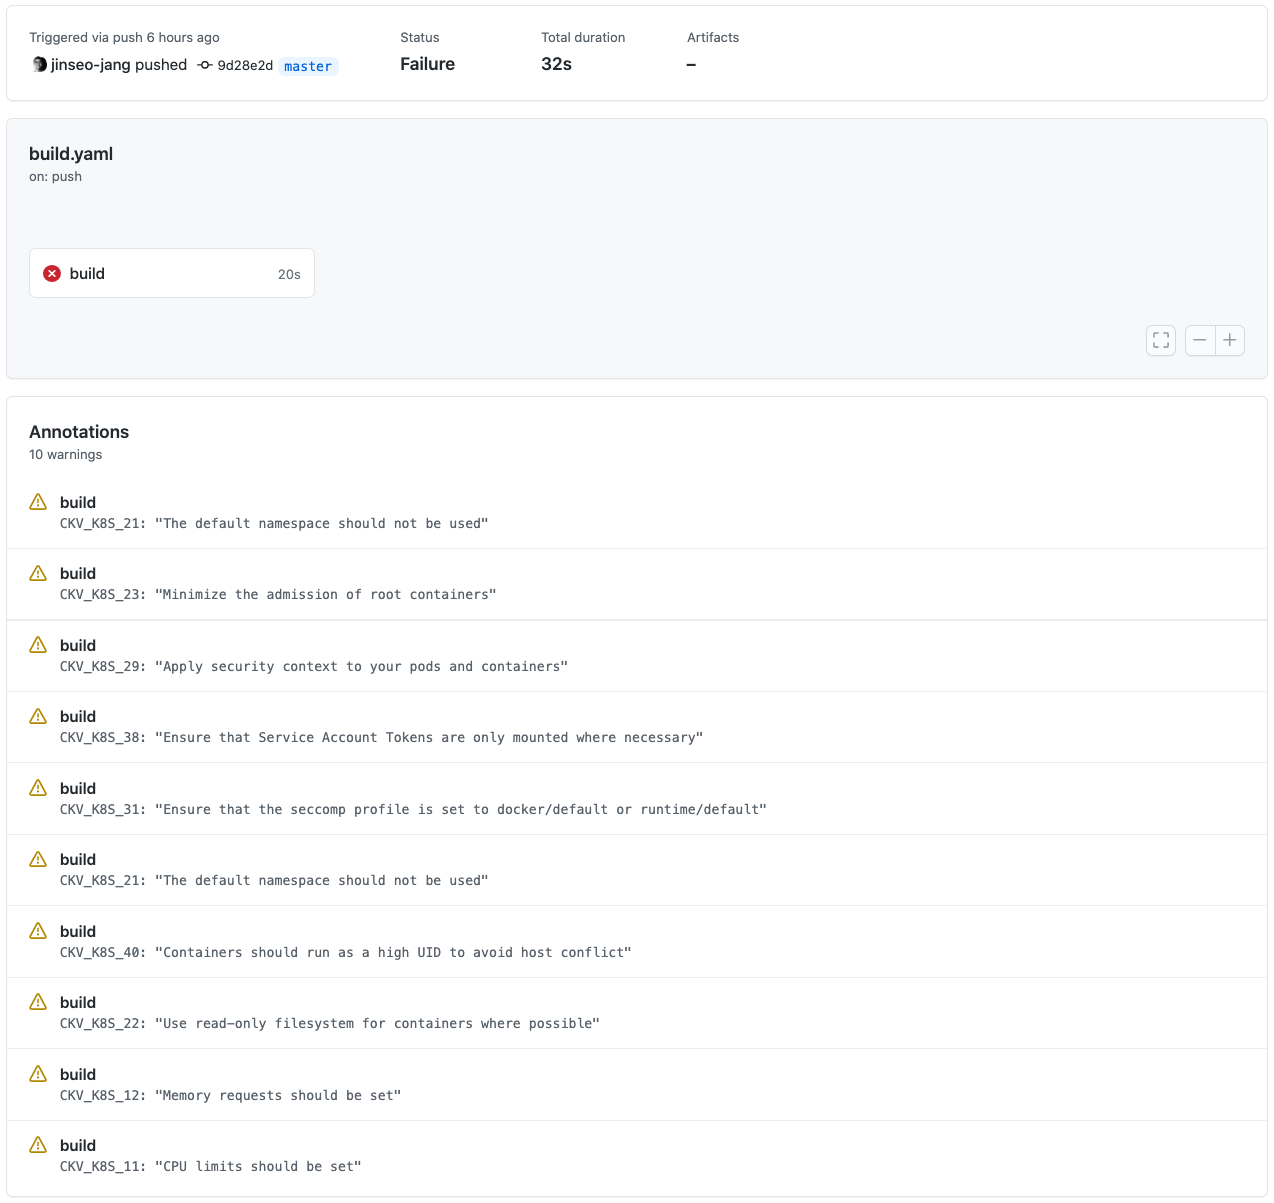 Triggered via push 6 hours ago
jinseo-jang pushed 9d28e2d master
Status
Failure
Total duration
32s
Artifacts
–
build.yaml
on: push
build 20s
Annotations
10 warnings
build
CKV_K8S_21: "The default namespace should not be used"
build
CKV_K8S_23: "Minimize the admission of root containers"
build
CKV_K8S_29: "Apply security context to your pods and containers"
build
CKV_K8S_38: "Ensure that Service Account Tokens are only mounted where necessary"
build
CKV_K8S_31: "Ensure that the seccomp profile is set to docker/default or runtime/default"
build
CKV_K8S_21: "The default namespace should not be used"
build
CKV_K8S_40: "Containers should run as a high UID to avoid host conflict"
build
CKV_K8S_22: "Use read-only filesystem for containers where possible"
build
CKV_K8S_12: "Memory requests should be set"
build
CKV_K8S_11: "CPU limits should be set"